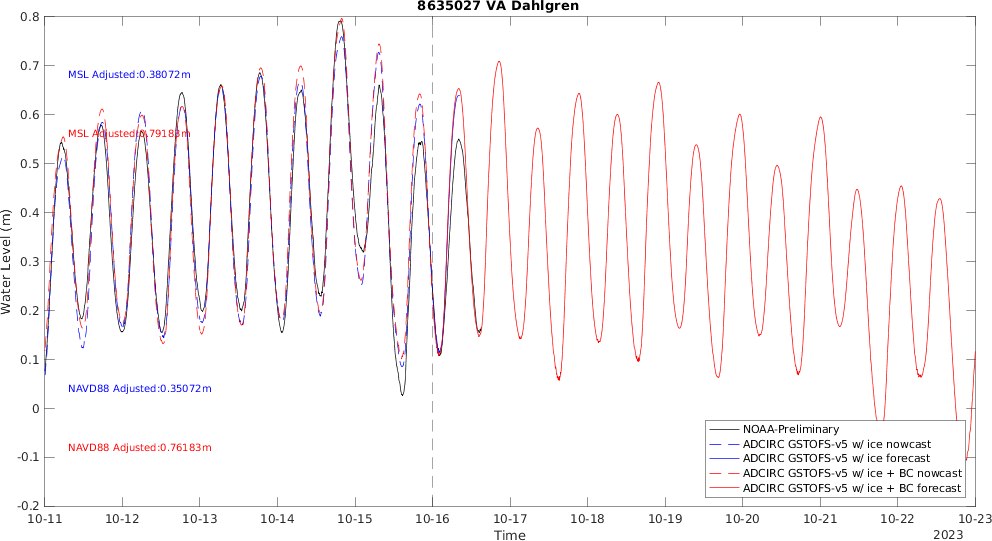 8635027 VA Dahlgren
0.8
0.7
0.6
0.5
0.4
0.3
0.2
0.1
0
-0.1
-0.2
Water Level (m)
MSL Adjusted:0.38072m
MSL Adjusted:0.79183m
NAVD88 Adjusted:0.35072m
NAVD88 Adjusted:0.76183m
NOAA-Preliminary
ADCIRC GSTOFS-v5 w/ ice nowcast
ADCIRC GSTOFS-v5 w/ ice forecast
ADCIRC GSTOFS-v5 w/ ice + BC nowcast
ADCIRC GSTOFS-v5 w/ ice + BC forecast
10-11 10-12 10-13 10-14 10-15 10-16 10-17 10-18 10-19 10-20 10-21 10-22 10-23
Time
2023